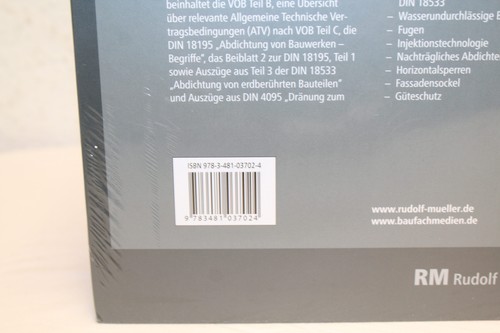 beinhaltet die VOB Teil B, eine Übersicht
über relevante Allgemeine Technische Ver-
tragsbedingungen (ATV) nach VOB Teil C, die
DIN 18195 „Abdichtung von Bauwerken –
Begriffe“, das Beiblatt 2 zur DIN 18195, Teil 1
sowie Auszüge aus Teil 3 der DIN 18533
„Abdichtung von erdberührten Bauteilen“
und Auszüge aus DIN 4095 „Dränung zum
DIN 18533
– Wasserundurchlässige B
– Fugen
– Injektionstechnologie
– Nachträgliches Abdichte
– Horizontalsperren
– Fassadensockel
– Güteschutz
ISBN 978-3-481-03702-4
9 783481 037024
www.rudolf-mueller.de
www.baufachmedien.de
RM Rudolf